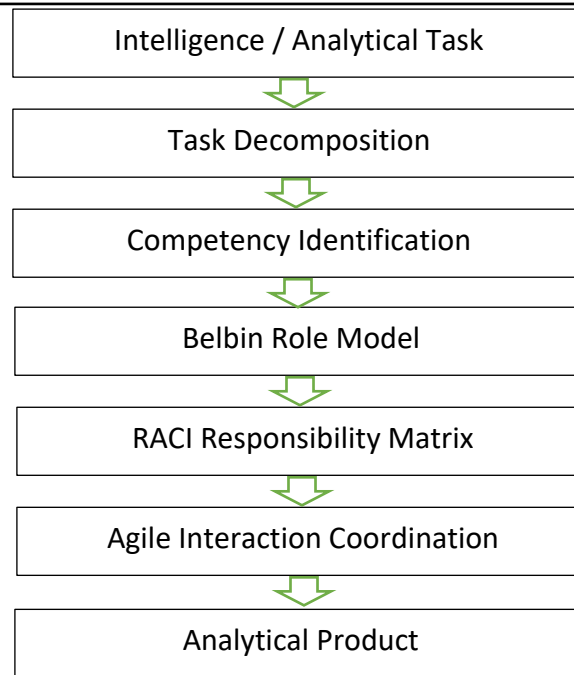 Intelligence / Analytical Task
Task Decomposition
Competency Identification
Belbin Role Model
RACI Responsibility Matrix
Agile Interaction Coordination
Analytical Product